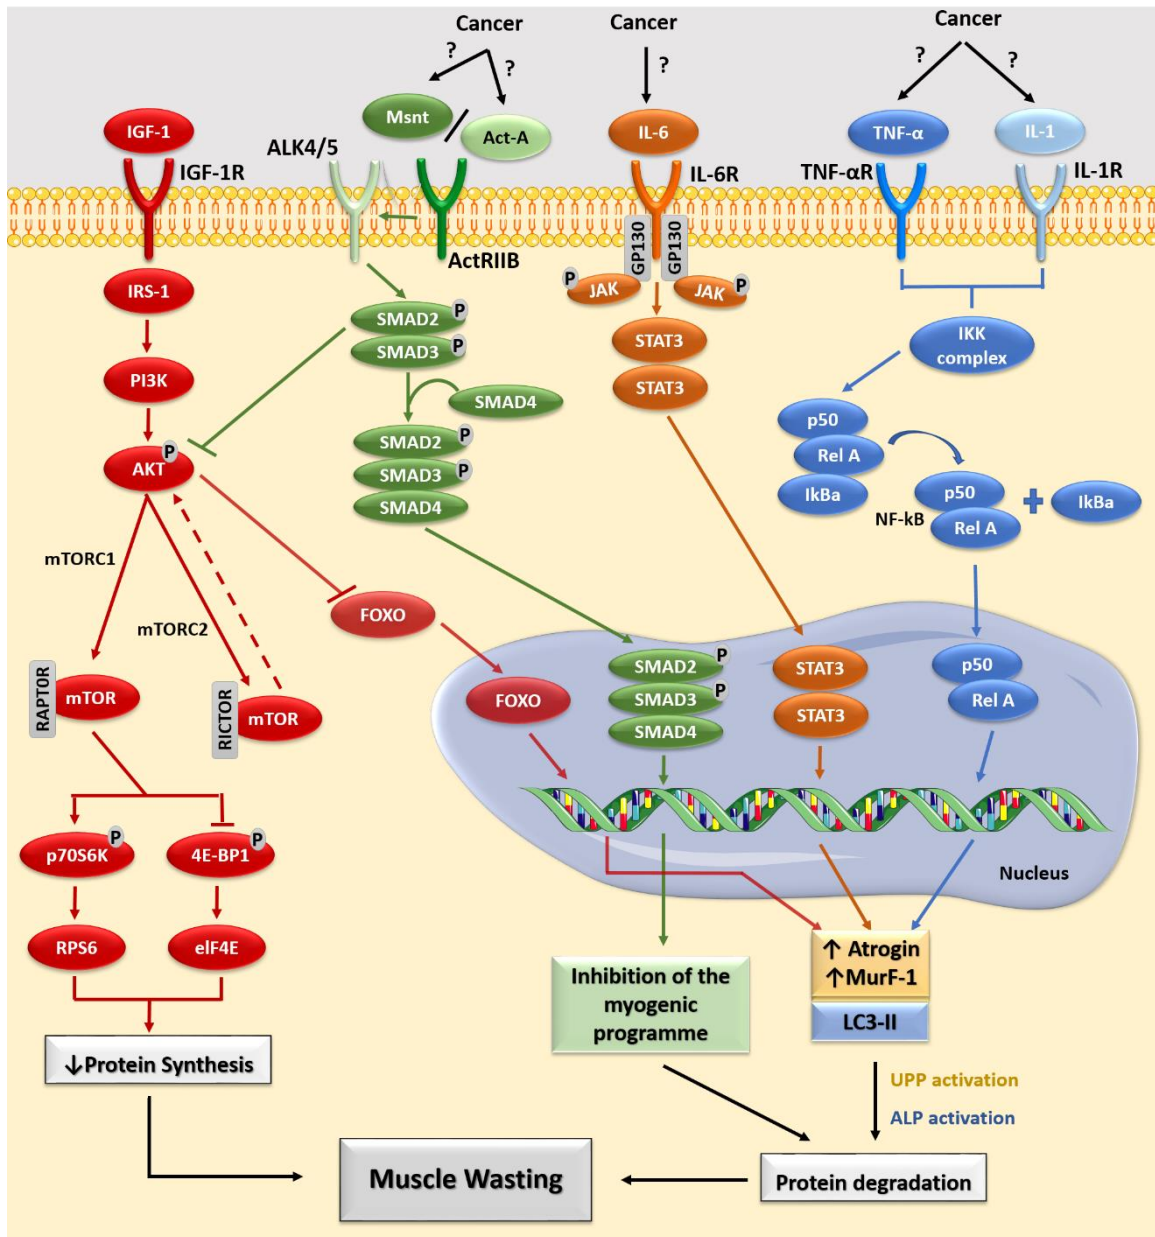 Cancer
Cancer
Cancer
?
?
?
?
?
Msnt
Act-A
IGF-1
IL-6
TNF-α
IL-1
ALK4/5
IGF-1R
IL-6R
TNF-αR
IL-1R
ActRIIB
GP130
GP130
P
JAK
JAK
P
IRS-1
PI3K
AKT
P
SMAD2
P
SMAD3
P
SMAD4
SMAD2
P
SMAD3
P
SMAD4
STAT3
STAT3
IKK
complex
p50
Rel A
IkBa
NF-kB
p50
Rel A
IkBa
mTORC1
mTORC2
FOXO
RAPTOR
mTOR
RICTOR
mTOR
FOXO
SMAD2
P
SMAD3
P
SMAD4
STAT3
STAT3
p50
Rel A
Nucleus
p70S6K
P
4E-BP1
P
RPS6
elF4E
↓Protein Synthesis
Inhibition of the
myogenic
programme
↑ Atrogin
↑MurF-1
LC3-II
UPP activation
ALP activation
Muscle Wasting
Protein degradation